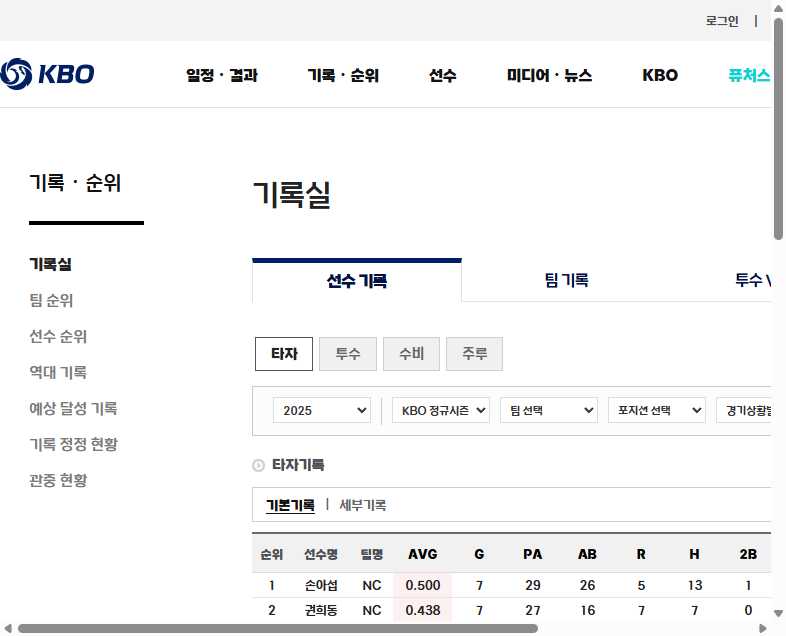 로그인 |
KBO 일정 · 결과 기록 · 순위 선수 미디어 · 뉴스 KBO 퓨처스
기록 · 순위
기록실
팀 순위
선수 순위
역대 기록
예상 달성 기록
기록 정정 현황
관중 현황
기록실
선수 기록 팀 기록 투수
타자 투수 수비 주루
2025 KBO 정규시즌 팀 선택 포지션 선택 경기상황별
타자기록
기본기록 | 세부기록
순위 선수명 팀명 AVG G PA AB R H 2B
1 손아섭 NC 0.500 7 29 26 5 13 1
2 권희동 NC 0.438 7 27 16 7 7 0